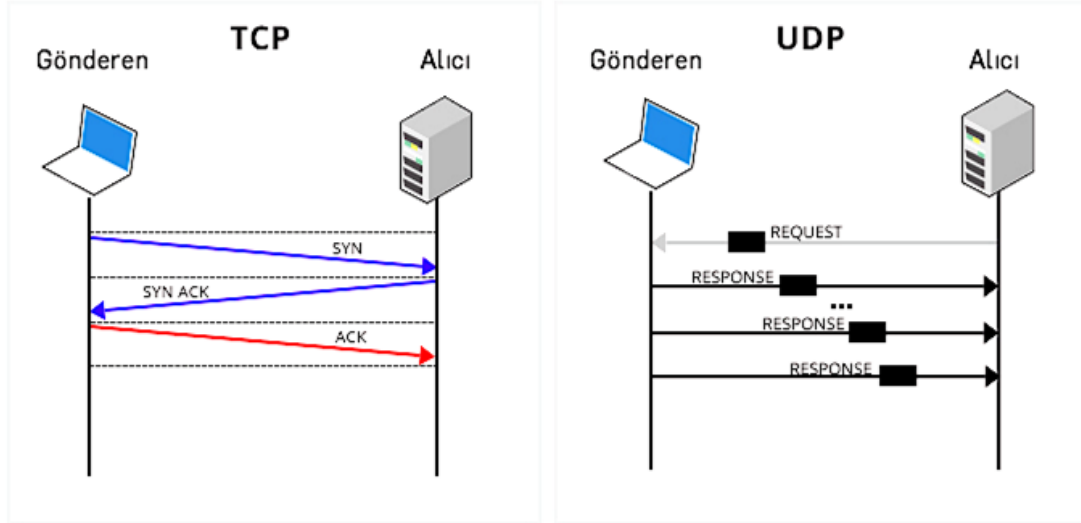 TCP
Gönderen
Alıcı
SYN
SYN ACK
ACK
UDP
Gönderen
Alıcı
REQUEST
RESPONSE
...
RESPONSE
RESPONSE